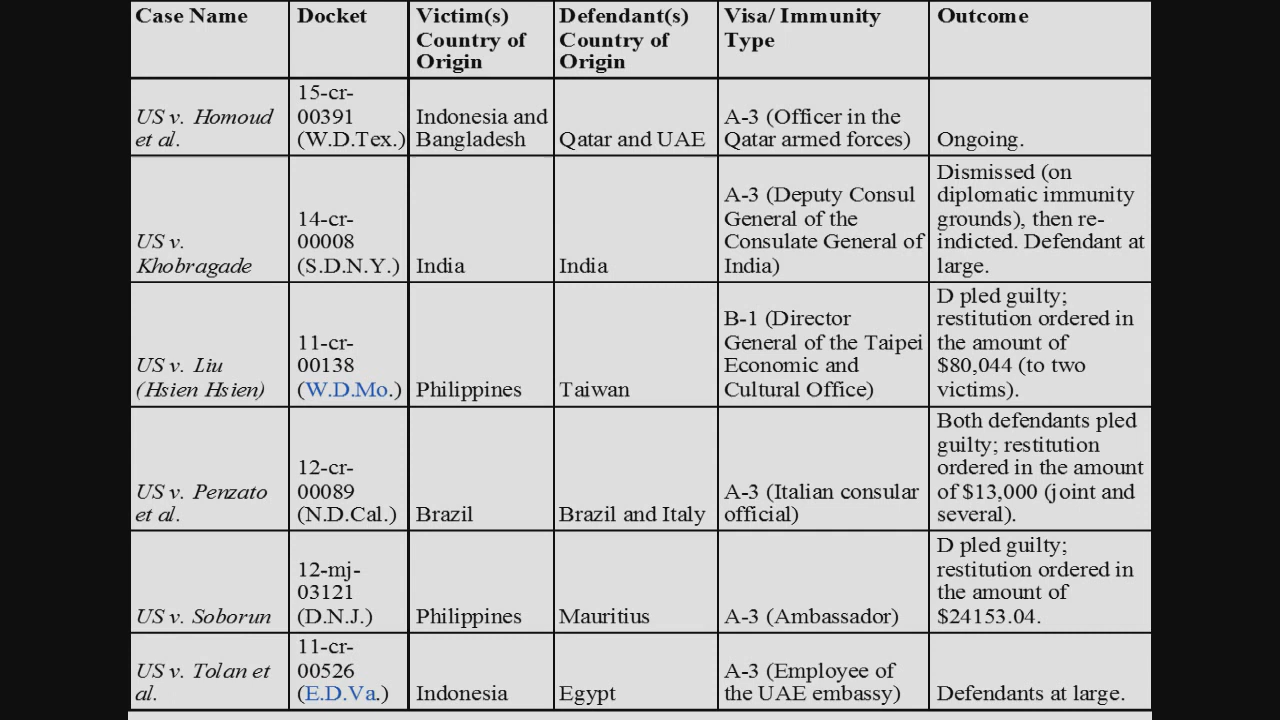 Case Name
Docket
Victim(s)
Country of
Origin
Defendant(s)
Country of
Origin
Visa/ Immunity
Type
Outcome
US v. Homoud
et al.
15-cr-
00391
(W.D.Tex.)
Indonesia and
Bangladesh
Qatar and UAE
A-3 (Officer in the
Qatar armed forces)
Ongoing.
US v.
Khobragade
14-cr-
00008
(S.D.N.Y.)
India
India
A-3 (Deputy Consul
General of the
Consulate General of
India)
Dismissed (on
diplomatic immunity
grounds), then re-
indicted. Defendant at
large.
US v. Liu
(Hsien Hsien)
11-cr-
00138
(W.D.Mo.)
Philippines
Taiwan
B-1 (Director
General of the Taipei
Economic and
Cultural Office)
D pled guilty;
restitution ordered in
the amount of
$80,044 (to two
victims).
US v. Penzato
et al.
12-cr-
00089
(N.D.Cal.)
Brazil
Brazil and Italy
A-3 (Italian consular
official)
Both defendants pled
guilty; restitution
ordered in the amount
of $13,000 (joint and
several).
US v. Soborun
12-mj-
03121
(D.N.J.)
Philippines
Mauritius
A-3 (Ambassador)
D pled guilty;
restitution ordered in
the amount of
$24153.04.
US v. Tolan et
al.
11-cr-
00526
(E.D.Va.)
Indonesia
Egypt
A-3 (Employee of
the UAE embassy)
Defendants at large.